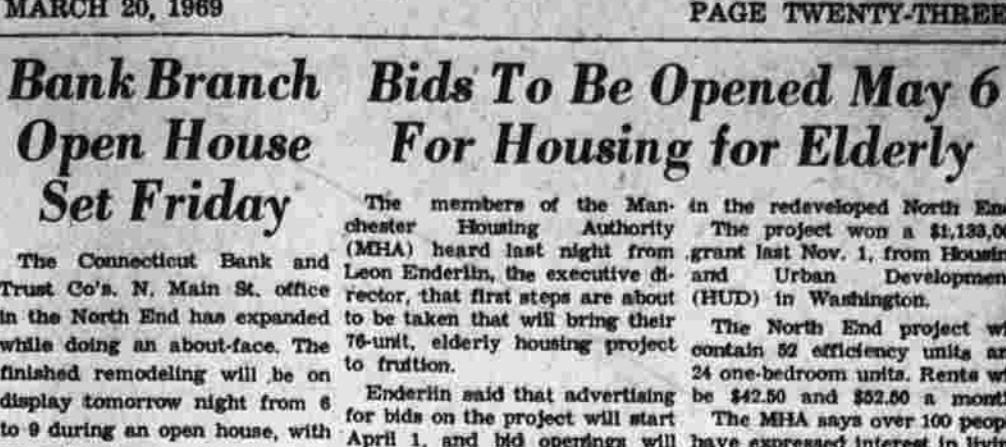 MARCH 20, 1969
PAGE TWENTY-THREE
Bank Branch
Open House
Set Friday
The Connecticut Bank and
Trust Co's. N. Main St. office
in the North End has expanded
while doing an about-face. The
finished remodeling will be on
display tomorrow night from 6
to 9 during an open house, with
Bids To Be Opened May 6
For Housing for Elderly
The members of the Man-
chester Housing Authority
(MHA) heard last night from
Leon Enderlin, the executive di-
rector, that first steps are about
to be taken that will bring their
76-unit, elderly housing project
to fruition.
Enderlin said that advertising
for bids on the project will start
April 1, and bid openings will
in the redeveloped North
The project won a
grant last Nov. 1, from
and Urban
(HUD) in Washington.
The North End project
contain 52 efficiency units
24 one-bedroom units. Rents
be $42.50 and $52.50 a
The MHA says over 100
have expressed interest in